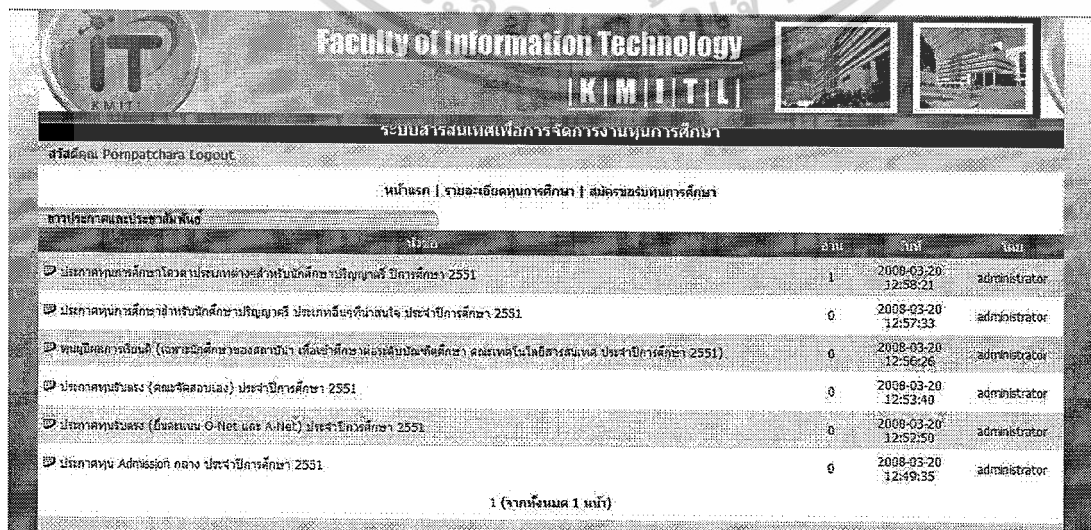 iT
KMITL
Faculty of Information Technology
|K|M|I|T|L|
ระบบสารสนเทศเพื่อการจัดการงานทุนการศึกษา
สวัสดีคุณ Pornpatchara Logout
หน้าแรก | รายละเอียดทุนการศึกษา | สมัครขอรับทุนการศึกษา
ข่าวประกาศและประชาสัมพันธ์
หัวข้อ อ่าน วันที่ โดย
ประกาศทุนการศึกษาโควตาประเภทต่างๆสำหรับนักศึกษาปริญญาตรี ปีการศึกษา 2551 1 2008-03-20 12:58:21 administrator
ประกาศทุนการศึกษาสำหรับนักศึกษาปริญญาตรี ประเภทอื่นๆที่น่าสนใจ ประจำปีการศึกษา 2551 0 2008-03-20 12:57:33 administrator
ทุนผู้มีผลการเรียนดี (เฉพาะนักศึกษาของสถาบันฯ เพื่อเข้าศึกษาต่อระดับบัณฑิตศึกษา คณะเทคโนโลยีสารสนเทศ ประจำปีการศึกษา 2551) 0 2008-03-20 12:56:26 administrator
ประกาศทุนรับตรง (คณะจัดสอบเอง) ประจำปีการศึกษา 2551 0 2008-03-20 12:53:40 administrator
ประกาศทุนรับตรง (ยื่นคะแนน O-Net และ A-Net) ประจำปีการศึกษา 2551 0 2008-03-20 12:52:50 administrator
ประกาศทุน Admission กลาง ประจำปีการศึกษา 2551 0 2008-03-20 12:49:35 administrator
1 (จากทั้งหมด 1 หน้า)